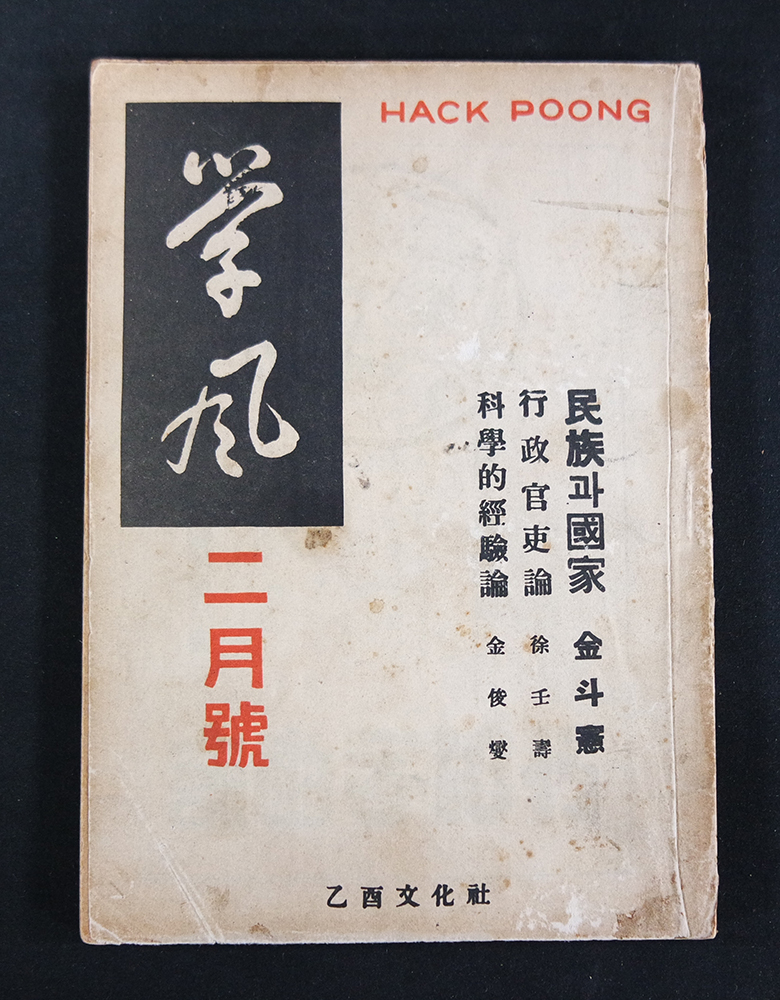 HACK POONG
學風
二月號
民族과國家 金斗憲
行政官吏論 徐壬壽
科學的經驗論 金俊燮
乙酉文化社